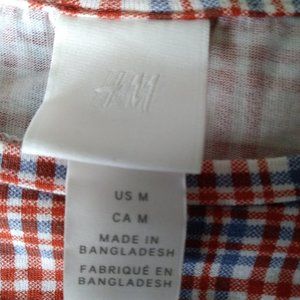 H&M
US M
CA M
MADE IN
BANGLADESH
FABRIQUÉ EN
BANGLADESH